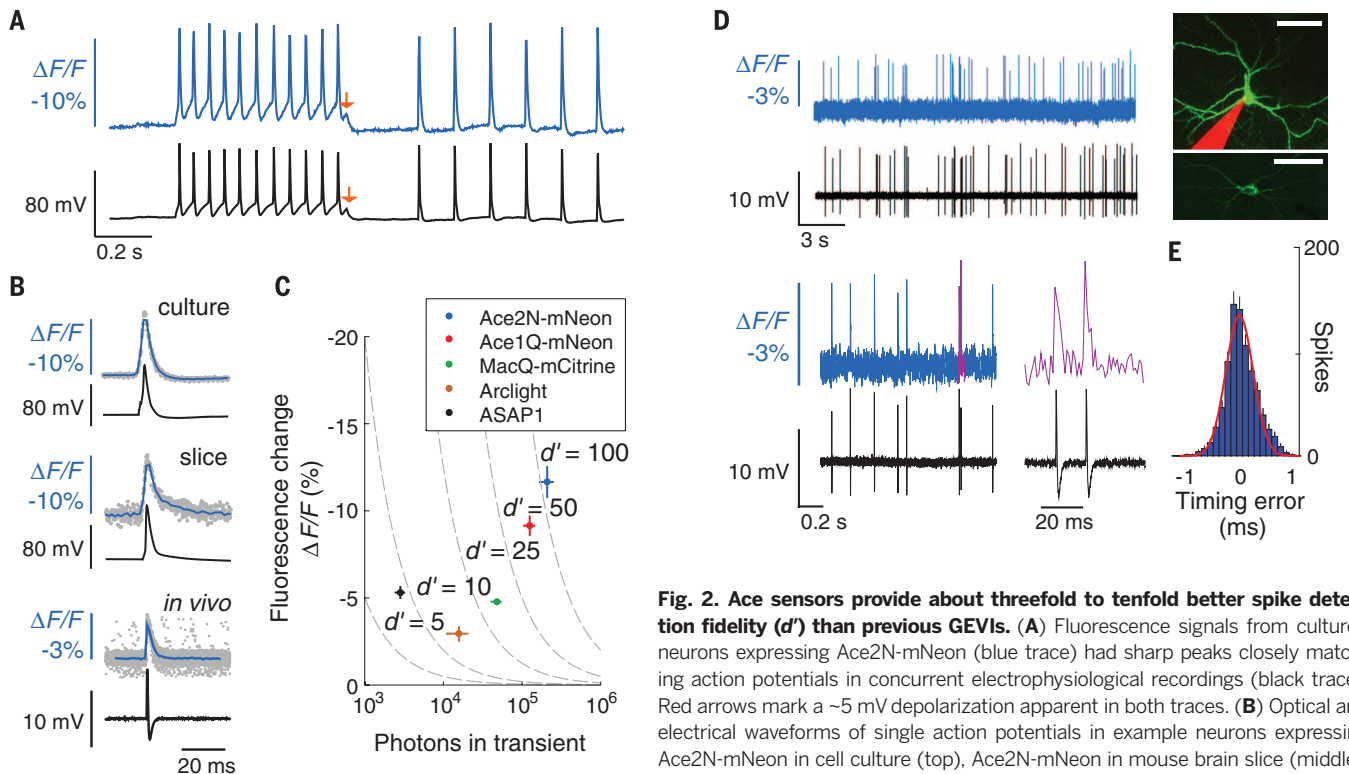 A
ΔF/F
-10%
80 mV
0.2 s
B
culture
ΔF/F
-10%
80 mV
slice
ΔF/F
-10%
80 mV
in vivo
ΔF/F
-3%
10 mV
20 ms
C
Ace2N-mNeon
Ace1Q-mNeon
MacQ-mCitrine
Arclight
ASAP1
Fluorescence change
ΔF/F (%)
-20
-15
-10
-5
0
d′ = 100
d′ = 50
d′ = 25
d′ = 10
d′ = 5
10³ 10⁴ 10⁵ 10⁶
Photons in transient
D
ΔF/F
-3%
10 mV
3 s
ΔF/F
-3%
10 mV
0.2 s
20 ms
E
200
Spikes
0
-1 0 1
Timing error
(ms)
Fig. 2. Ace sensors provide about threefold to tenfold better spike dete
tion fidelity (d′) than previous GEVIs. (A) Fluorescence signals from culture
neurons expressing Ace2N-mNeon (blue trace) had sharp peaks closely matc
ing action potentials in concurrent electrophysiological recordings (black trace
Red arrows mark a ~5 mV depolarization apparent in both traces. (B) Optical an
electrical waveforms of single action potentials in example neurons expressin
Ace2N-mNeon in cell culture (top), Ace2N-mNeon in mouse brain slice (middle